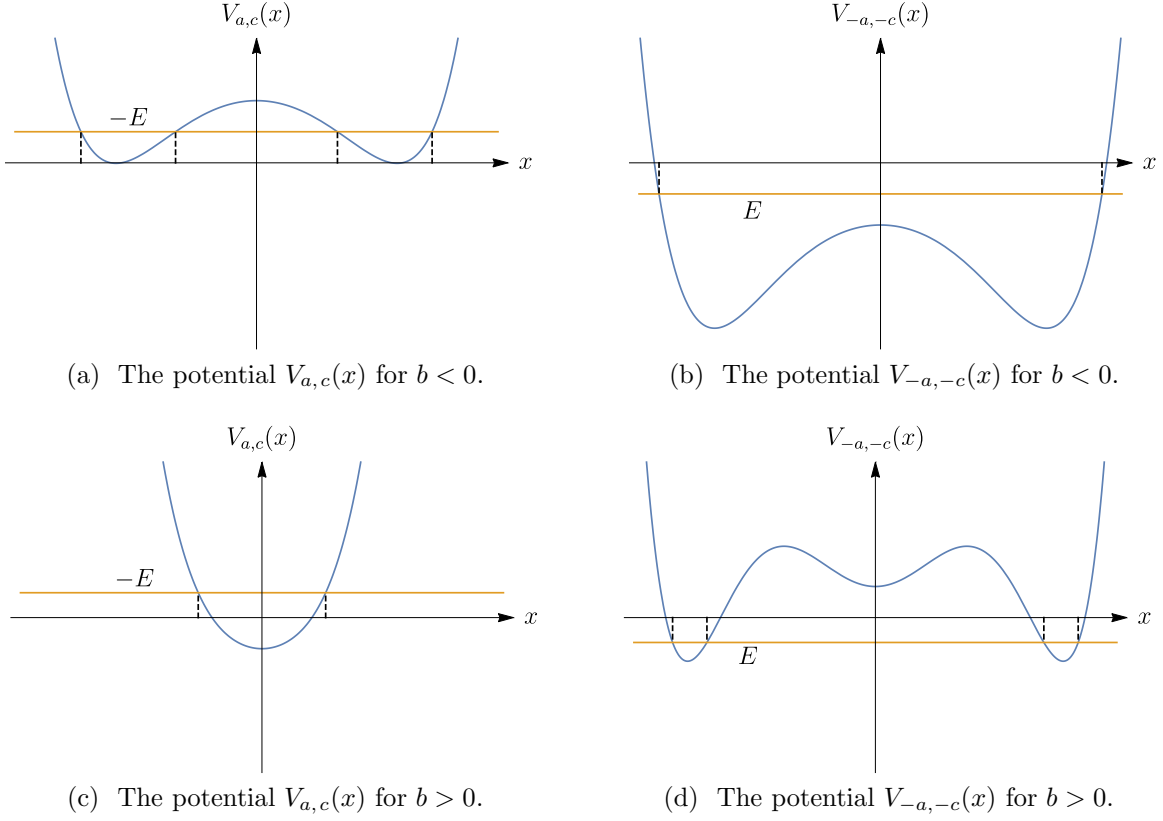 V_{a,c}(x)
−E
x
(a) The potential V_{a,c}(x) for b < 0.
V_{−a,−c}(x)
x
E
(b) The potential V_{−a,−c}(x) for b < 0.
V_{a,c}(x)
−E
x
(c) The potential V_{a,c}(x) for b > 0.
V_{−a,−c}(x)
x
E
(d) The potential V_{−a,−c}(x) for b > 0.